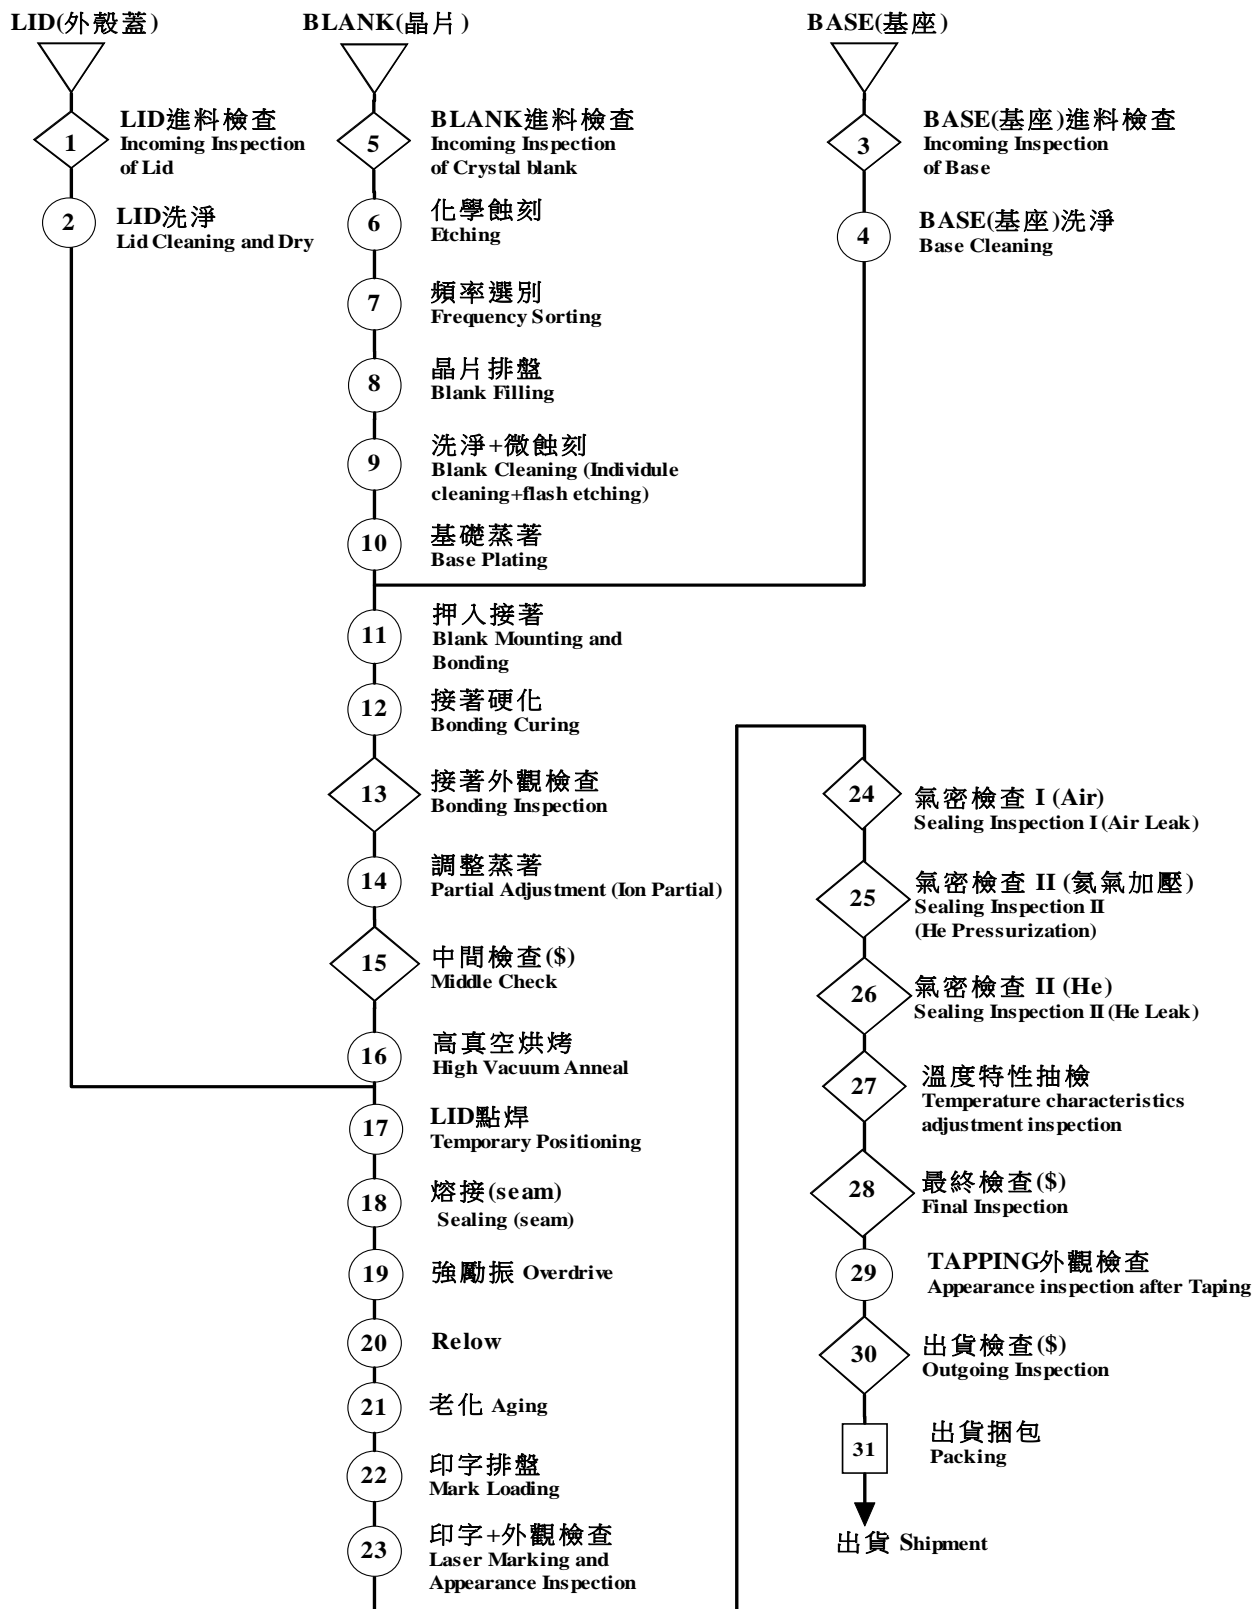 LID(外殼蓋)
1
LID進料檢查
Incoming Inspection
of Lid
2
LID洗淨
Lid Cleaning and Dry
BLANK(晶片)
5
BLANK進料檢查
Incoming Inspection
of Crystal blank
6
化學蝕刻
Etching
7
頻率選別
Frequency Sorting
8
晶片排盤
Blank Filling
9
洗淨+微蝕刻
Blank Cleaning (Individule
cleaning+flash etching)
10
基礎蒸著
Base Plating
BASE(基座)
3
BASE(基座)進料檢查
Incoming Inspection
of Base
4
BASE(基座)洗淨
Base Cleaning
11
押入接著
Blank Mounting and
Bonding
12
接著硬化
Bonding Curing
13
接著外觀檢查
Bonding Inspection
14
調整蒸著
Partial Adjustment (Ion Partial)
15
中間檢查($)
Middle Check
16
高真空烘烤
High Vacuum Anneal
17
LID點焊
Temporary Positioning
18
熔接(seam)
Sealing (seam)
19
強勵振 Overdrive
20
Relow
21
老化 Aging
22
印字排盤
Mark Loading
23
印字+外觀檢查
Laser Marking and
Appearance Inspection
24
氣密檢查 I (Air)
Sealing Inspection I (Air Leak)
25
氣密檢查 II (氦氣加壓)
Sealing Inspection II
(He Pressurization)
26
氣密檢查 II (He)
Sealing Inspection II (He Leak)
27
溫度特性抽檢
Temperature characteristics
adjustment inspection
28
最終檢查($)
Final Inspection
29
TAPPING外觀檢查
Appearance inspection after Taping
30
出貨檢查($)
Outgoing Inspection
31
出貨捆包
Packing
出貨 Shipment